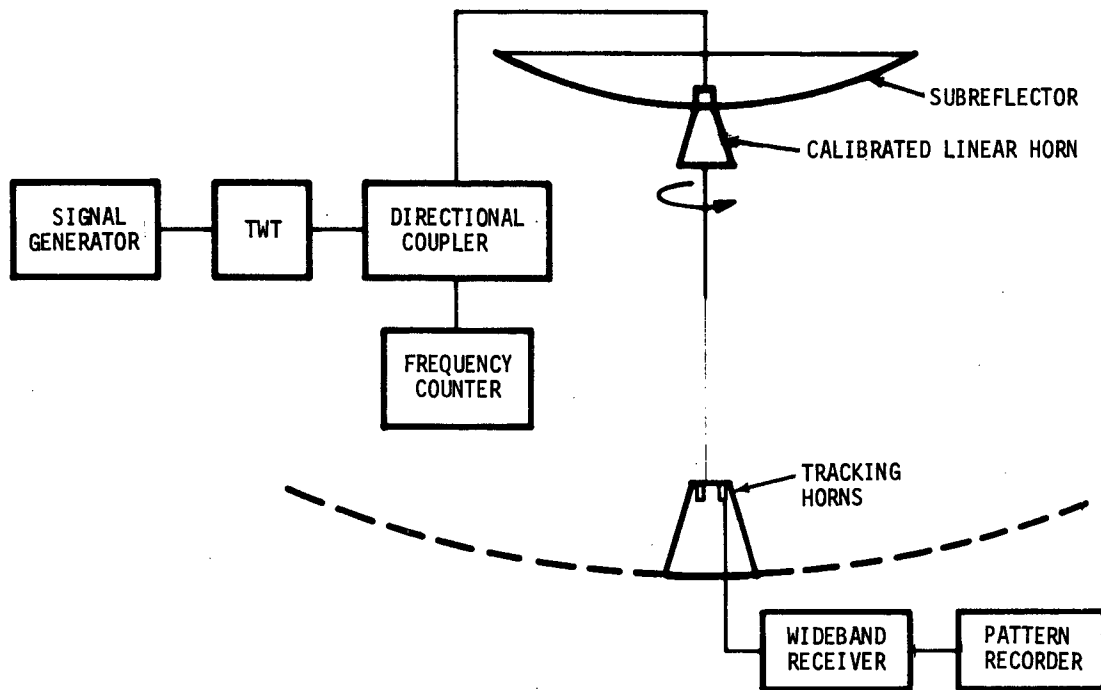 SUBREFLECTOR
CALIBRATED LINEAR HORN
SIGNAL
GENERATOR
TWT
DIRECTIONAL
COUPLER
FREQUENCY
COUNTER
TRACKING
HORNS
WIDEBAND
RECEIVER
PATTERN
RECORDER